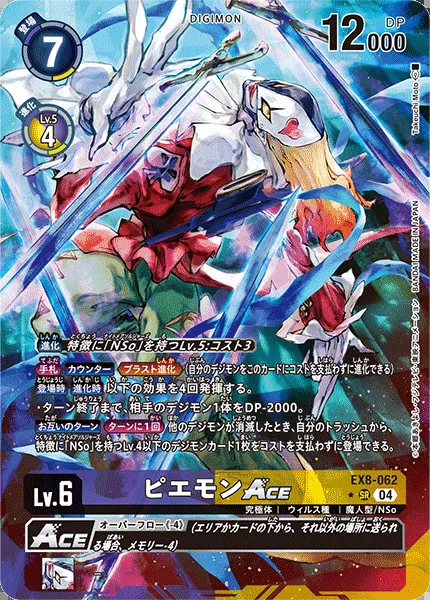 登場
7
DIGIMON
DP
12000
進化
Lv.5
4
Takeuchi Moto
BANDAI MADE IN JAPAN
進化 特徴に「NSo」を持つLv.5:コスト3
手札 カウンター ブラスト進化 (自分のデジモンをこのカードにコストを支払わずに進化できる)
登場時 進化時 以下の効果を4回発揮する。
・ターン終了まで、相手のデジモン1体をDP-2000。
お互いのターン ターンに1回 他のデジモンが消滅したとき、自分のトラッシュから、
特徴に「NSo」を持つLv.4以下のデジモンカード1枚をコストを支払わずに登場できる。
EX8-062
Lv.6
ピエモンACE
SR 04
究極体 ウィルス種 魔人型/NSo
ACE
オーバーフロー《-4》 (エリアかカードの下から、それ以外の場所に送られ
る場合、メモリー-4)